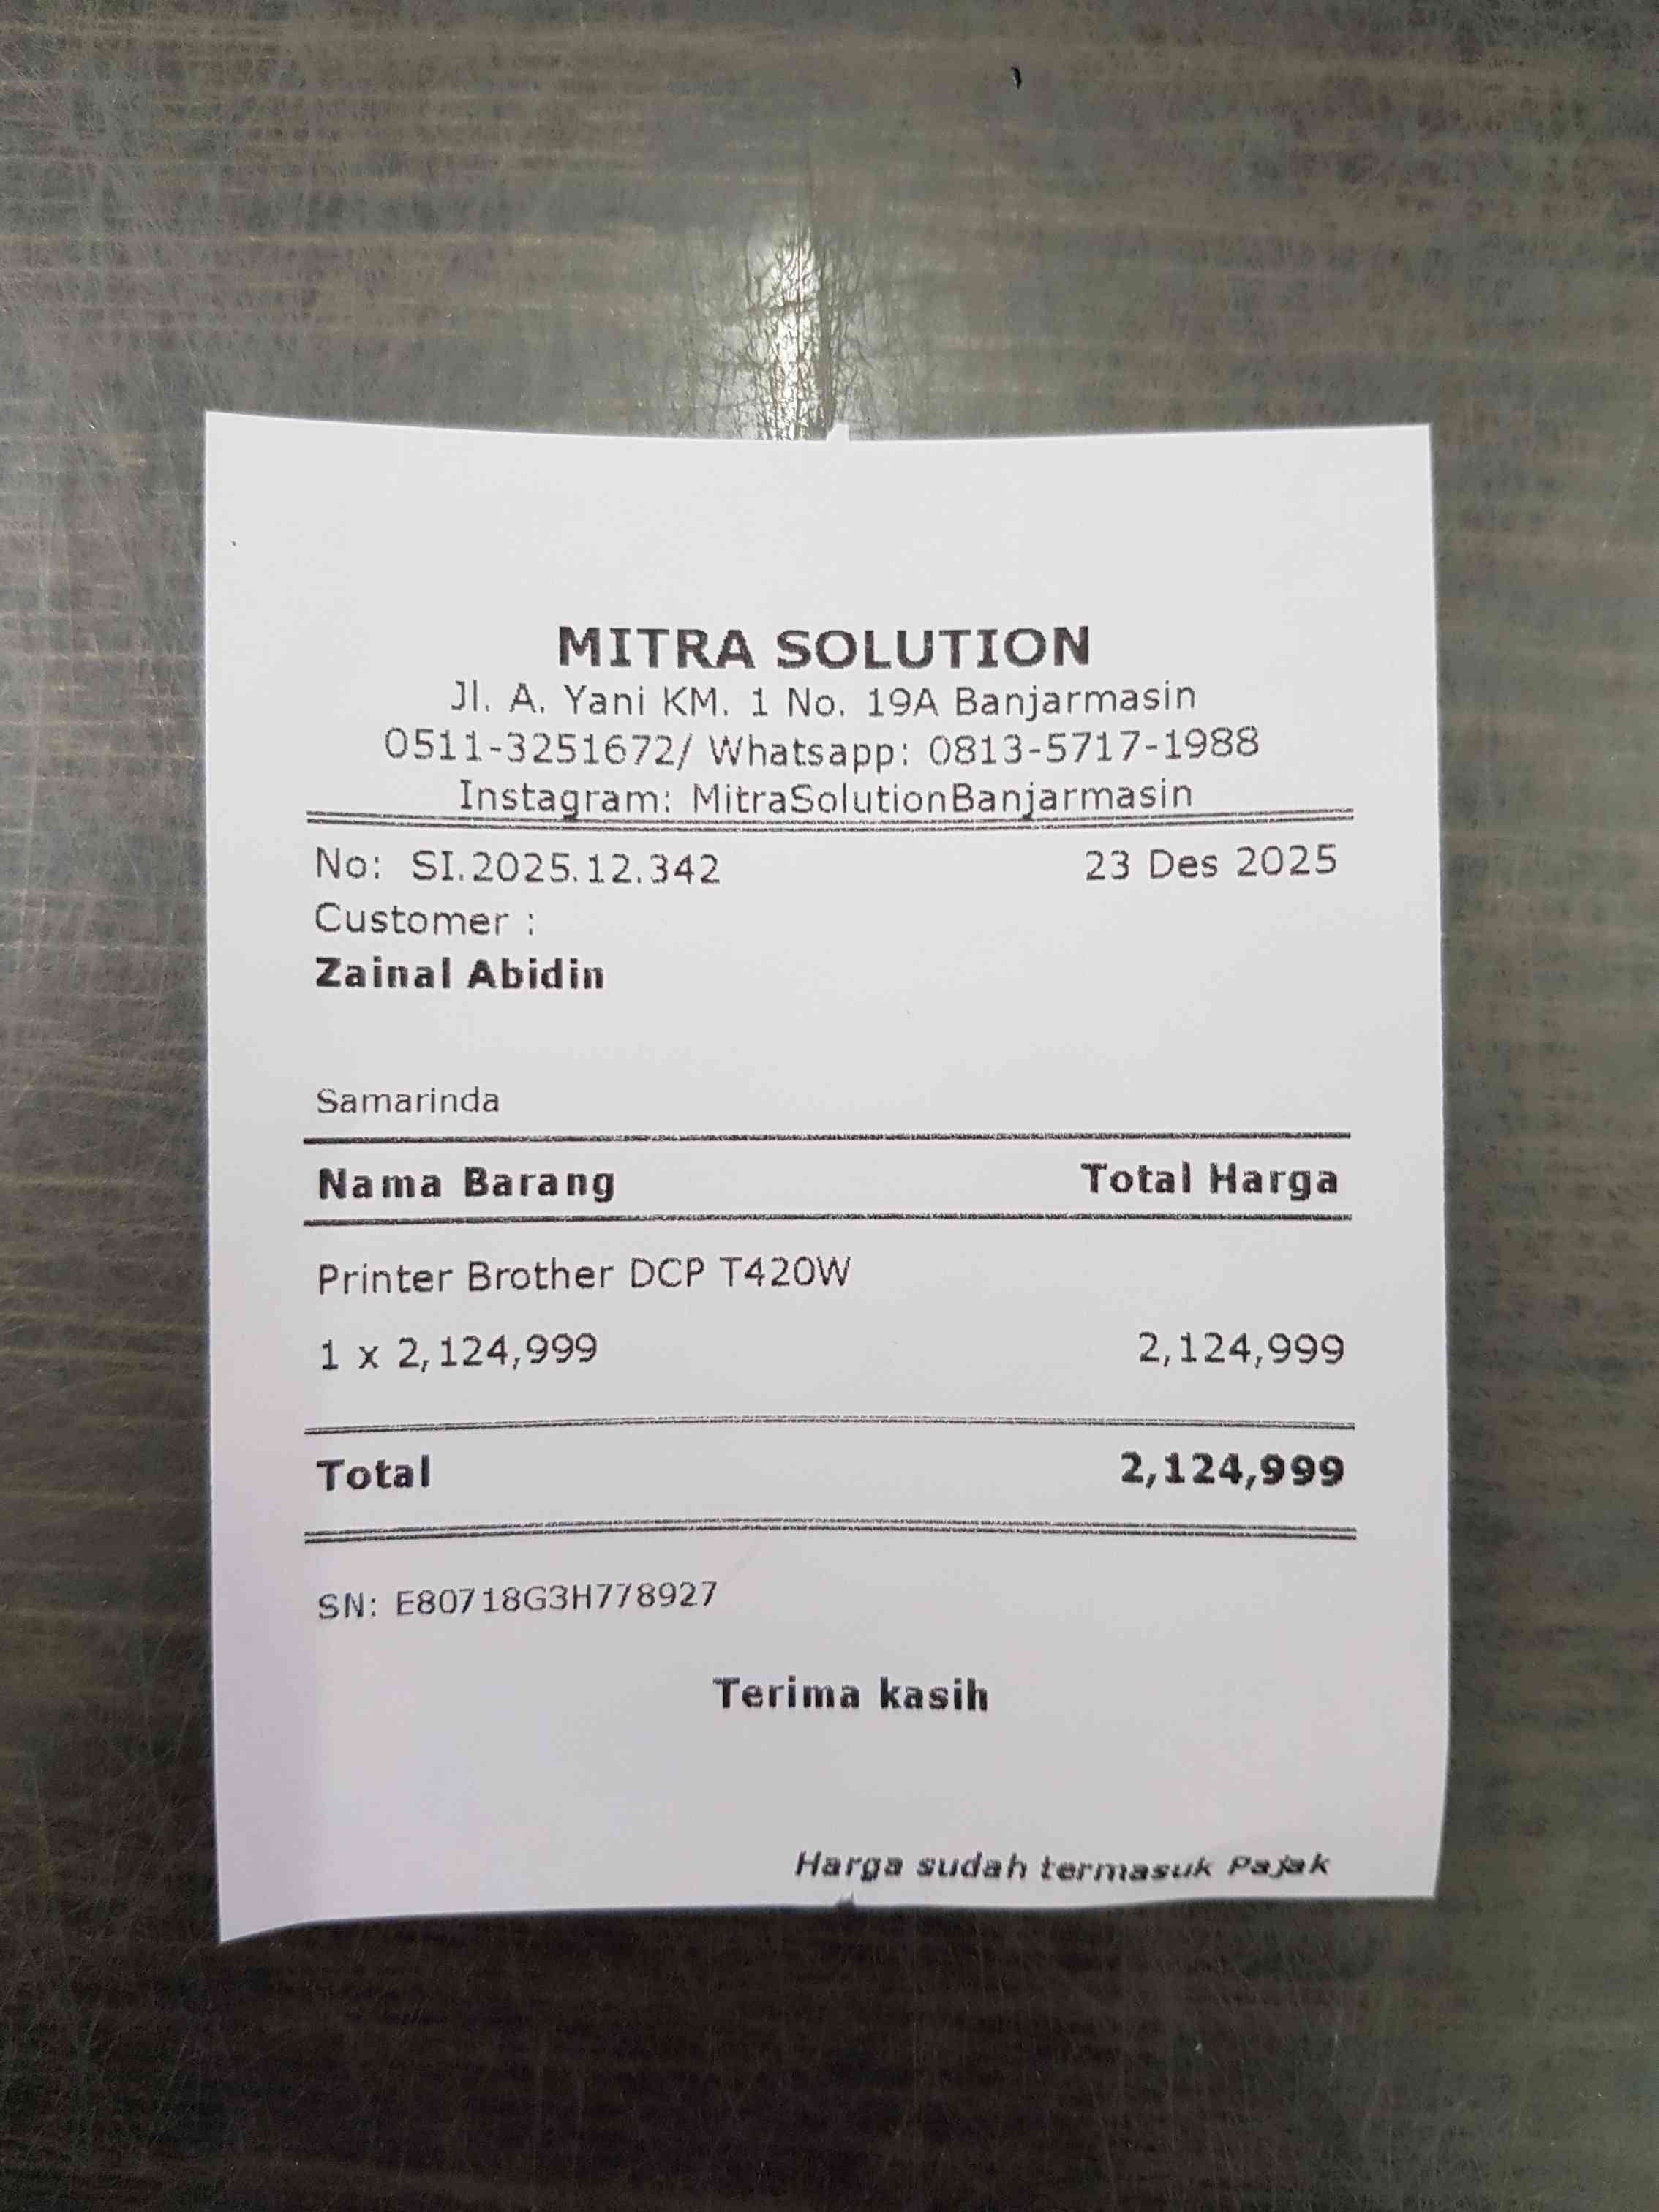 MITRA SOLUTION
Jl. A. Yani KM. 1 No. 19A Banjarmasin
0511-3251672/ Whatsapp: 0813-5717-1988
Instagram: MitraSolutionBanjarmasin
No: SI.2025.12.342 23 Des 2025
Customer :
Zainal Abidin
Samarinda
Nama Barang Total Harga
Printer Brother DCP T420W
1 x 2,124,999 2,124,999
Total 2,124,999
SN: E80718G3H778927
Terima kasih
Harga sudah termasuk Pajak